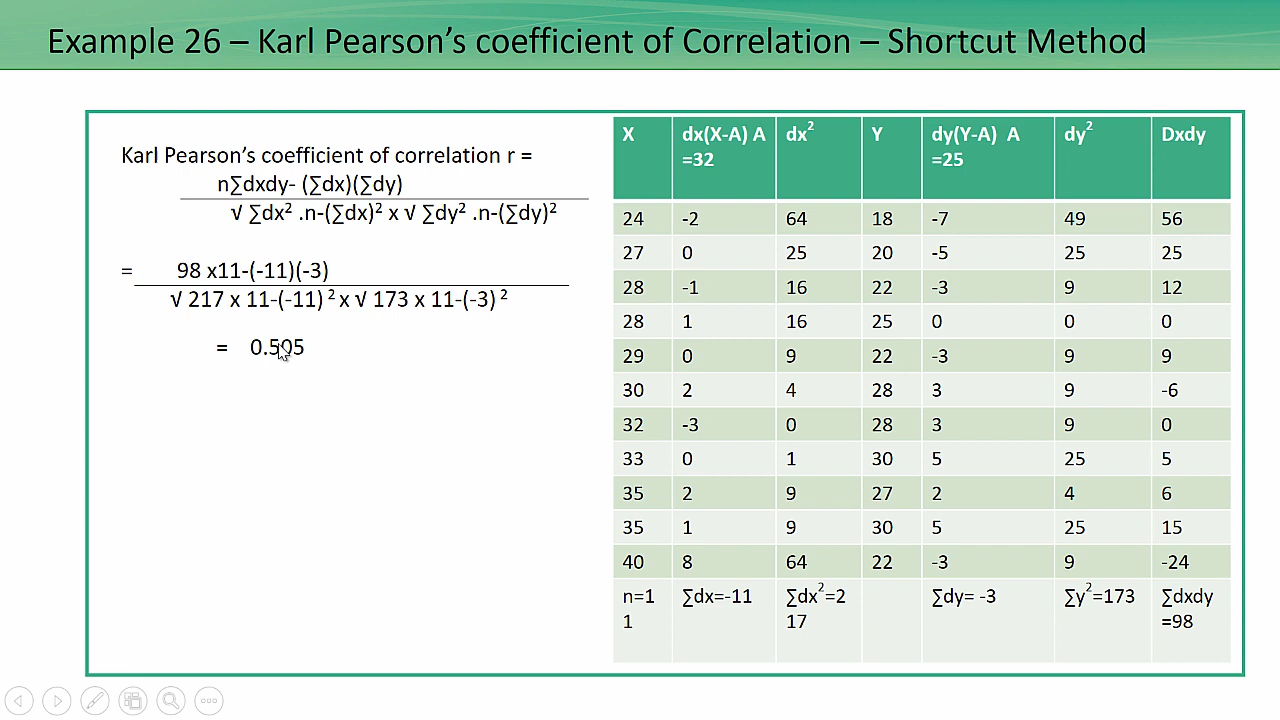 Example 26 – Karl Pearson's coefficient of Correlation – Shortcut Method
Karl Pearson's coefficient of correlation r =
n∑dxdy- (∑dx)(∑dy)
√ ∑dx² .n-(∑dx)² x √ ∑dy² .n-(∑dy)²
= 98 x11-(-11)(-3)
√ 217 x 11-(-11) ² x √ 173 x 11-(-3) ²
= 0.505
X dx(X-A) A =32 dx² Y dy(Y-A) A =25 dy² Dxdy
24 -2 64 18 -7 49 56
27 0 25 20 -5 25 25
28 -1 16 22 -3 9 12
28 1 16 25 0 0 0
29 0 9 22 -3 9 9
30 2 4 28 3 9 -6
32 -3 0 28 3 9 0
33 0 1 30 5 25 5
35 2 9 27 2 4 6
35 1 9 30 5 25 15
40 8 64 22 -3 9 -24
n=11 ∑dx=-11 ∑dx²=217 ∑dy= -3 ∑y²=173 ∑dxdy =98